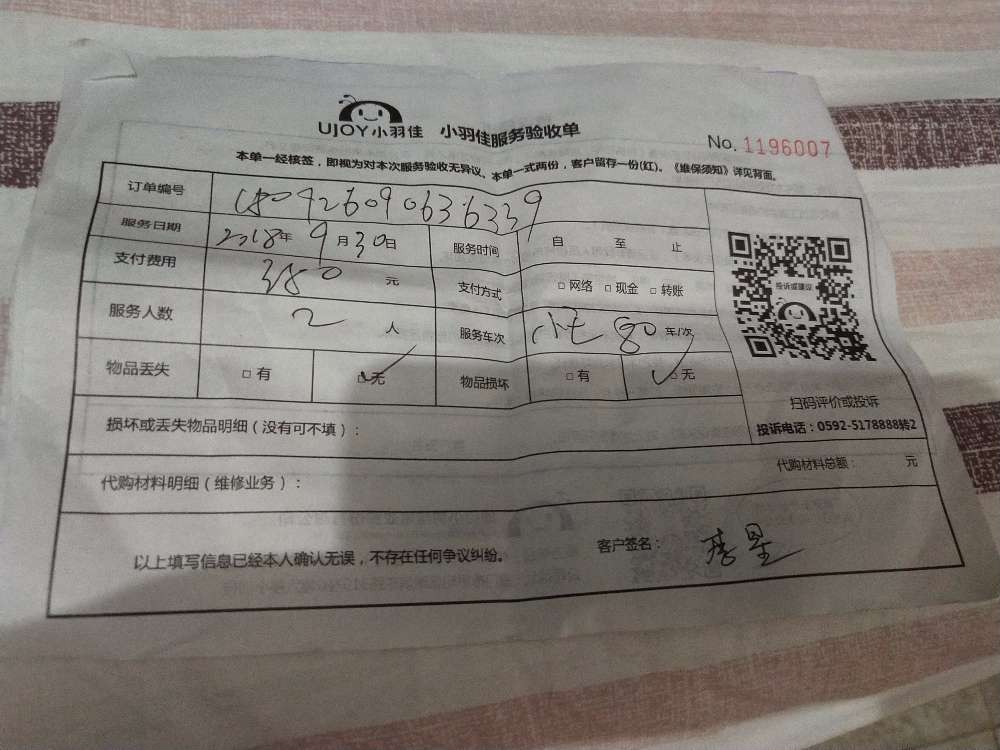 UJOY小羽佳 小羽佳服务验收单
No. 1196007
本单一经核签，即视为对本次服务验收无异议。本单一式两份，客户留存一份(红)。《维保须知》详见背面。
订单编号 180926090636339
服务日期 2018年 9月30日 服务时间 自 至 止
支付费用 380 元 支付方式 □网络 □现金 □转账
服务人数 2 人 服务车次 80 车/次
物品丢失 □有 □无 物品损坏 □有 □无
投诉或建议
扫码评价或投诉
投诉电话：0592-5178888转2
损坏或丢失物品明细（没有可不填）：
代购材料明细（维修业务）： 代购材料总额： 元
以上填写信息已经本人确认无误，不存在任何争议纠纷。 客户签名：